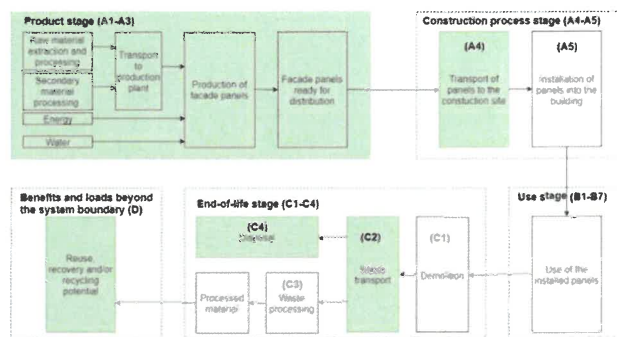 Product stage (A1-A3)
Raw material
extraction and
processing
Secondary
material
processing
Energy
Water
Transport
to
production
plant
Production of
facade panels
Facade panels
ready for
distribution
Construction process stage (A4-A5)
(A4)
Transport of
panels to the
constuction site
(A5)
Installation of
panels into the
building
Benefits and loads beyond
the system boundary (D)
Reuse,
recovery and/or
recycling
potential
End-of-life stage (C1-C4)
(C4)
Disposal
(C3)
Waste
processing
Processed
material
(C2)
Waste
transport
(C1)
Demolition
Use stage (B1-B7)
Use of the
installed panels